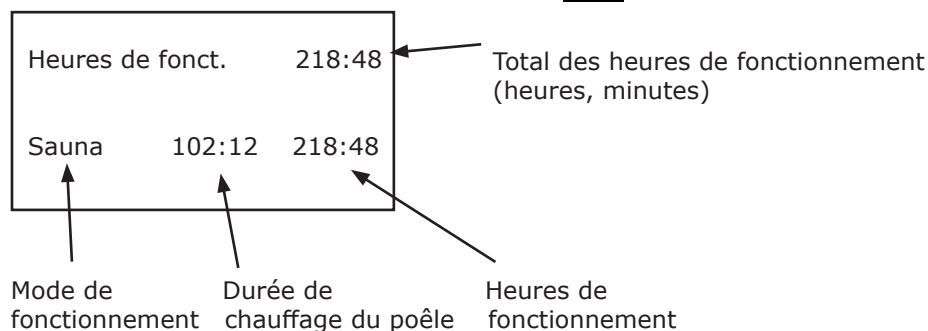 Heures de fonct. 218:48
Total des heures de fonctionnement
(heures, minutes)
Sauna 102:12 218:48
Mode de
fonctionnement
Durée de
chauffage du poêle
Heures de
fonctionnement